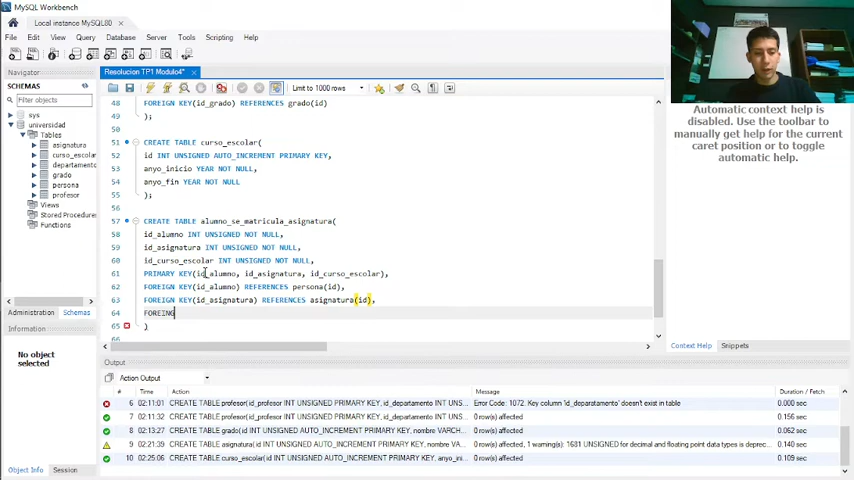 MySQL Workbench
Local instance MySQL80
File Edit View Query Database Server Tools Scripting Help
Navigator
SCHEMAS
Filter objects
sys
universidad
Tables
asignatura
curso_escolar
departamento
grado
persona
profesor
Views
Stored Procedures
Functions
Administration Schemas
Information
No object
selected
Object Info Session
Resolucion TP1 Modulo4*
Limit to 1000 rows
48 FOREIGN KEY(id_grado) REFERENCES grado(id)
49 );
50
51 CREATE TABLE curso_escolar(
52 id INT UNSIGNED AUTO_INCREMENT PRIMARY KEY,
53 anyo_inicio YEAR NOT NULL,
54 anyo_fin YEAR NOT NULL
55 );
56
57 CREATE TABLE alumno_se_matricula_asignatura(
58 id_alumno INT UNSIGNED NOT NULL,
59 id_asignatura INT UNSIGNED NOT NULL,
60 id_curso_escolar INT UNSIGNED NOT NULL,
61 PRIMARY KEY(id_alumno, id_asignatura, id_curso_escolar),
62 FOREIGN KEY(id_alumno) REFERENCES persona(id),
63 FOREIGN KEY(id_asignatura) REFERENCES asignatura(id),
64 FOREING
65 )
66
Automatic context help is
disabled. Use the toolbar to
manually get help for the current
caret position or to toggle
automatic help.
Context Help Snippets
Output
Action Output
# Time Action Message Duration / Fetch
6 02:11:01 CREATE TABLE profesor(id_profesor INT UNSIGNED PRIMARY KEY, id_departamento INT UNS... Error Code: 1072. Key column 'id_deparatamento' doesn't exist in table 0.000 sec
7 02:11:32 CREATE TABLE profesor(id_profesor INT UNSIGNED PRIMARY KEY, id_departamento INT UNS... 0 row(s) affected 0.156 sec
8 02:13:27 CREATE TABLE grado(id INT UNSIGNED AUTO_INCREMENT PRIMARY KEY, nombre VARCH... 0 row(s) affected 0.062 sec
9 02:21:39 CREATE TABLE asignatura(id INT UNSIGNED AUTO_INCREMENT PRIMARY KEY, nombre VA... 0 row(s) affected, 1 warning(s): 1681 UNSIGNED for decimal and floating point data types is deprec... 0.140 sec
10 02:25:06 CREATE TABLE curso_escolar(id INT UNSIGNED AUTO_INCREMENT PRIMARY KEY, anyo_ini... 0 row(s) affected 0.109 sec